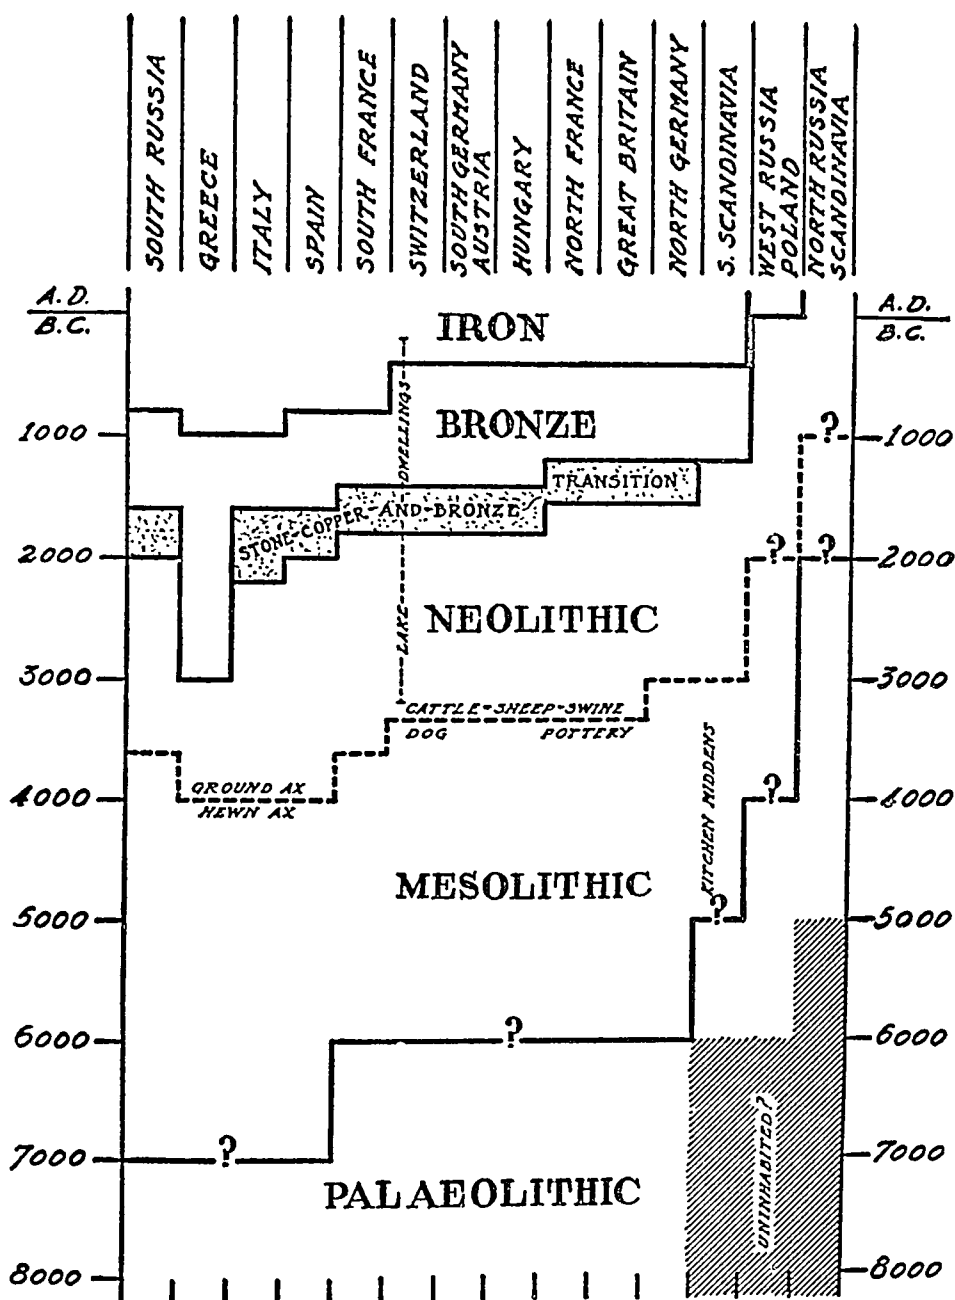 SOUTH RUSSIA
GREECE
ITALY
SPAIN
SOUTH FRANCE
SWITZERLAND
SOUTH GERMANY
AUSTRIA
HUNGARY
NORTH FRANCE
GREAT BRITAIN
NORTH GERMANY
S. SCANDINAVIA
WEST RUSSIA
POLAND
NORTH RUSSIA
SCANDINAVIA
A.D.
B.C.
A.D.
B.C.
IRON
BRONZE
1000
?
1000
DWELLINGS
TRANSITION
STONE-COPPER-AND-BRONZE
2000
?
?
2000
NEOLITHIC
LAKE
3000
3000
CATTLE-SHEEP-SWINE
DOG POTTERY
GROUND AX
HEWN AX
4000
?
4000
KITCHEN MIDDENS
MESOLITHIC
5000
?
5000
6000
?
6000
7000
?
7000
UNINHABITED?
PALAEOLITHIC
8000
8000